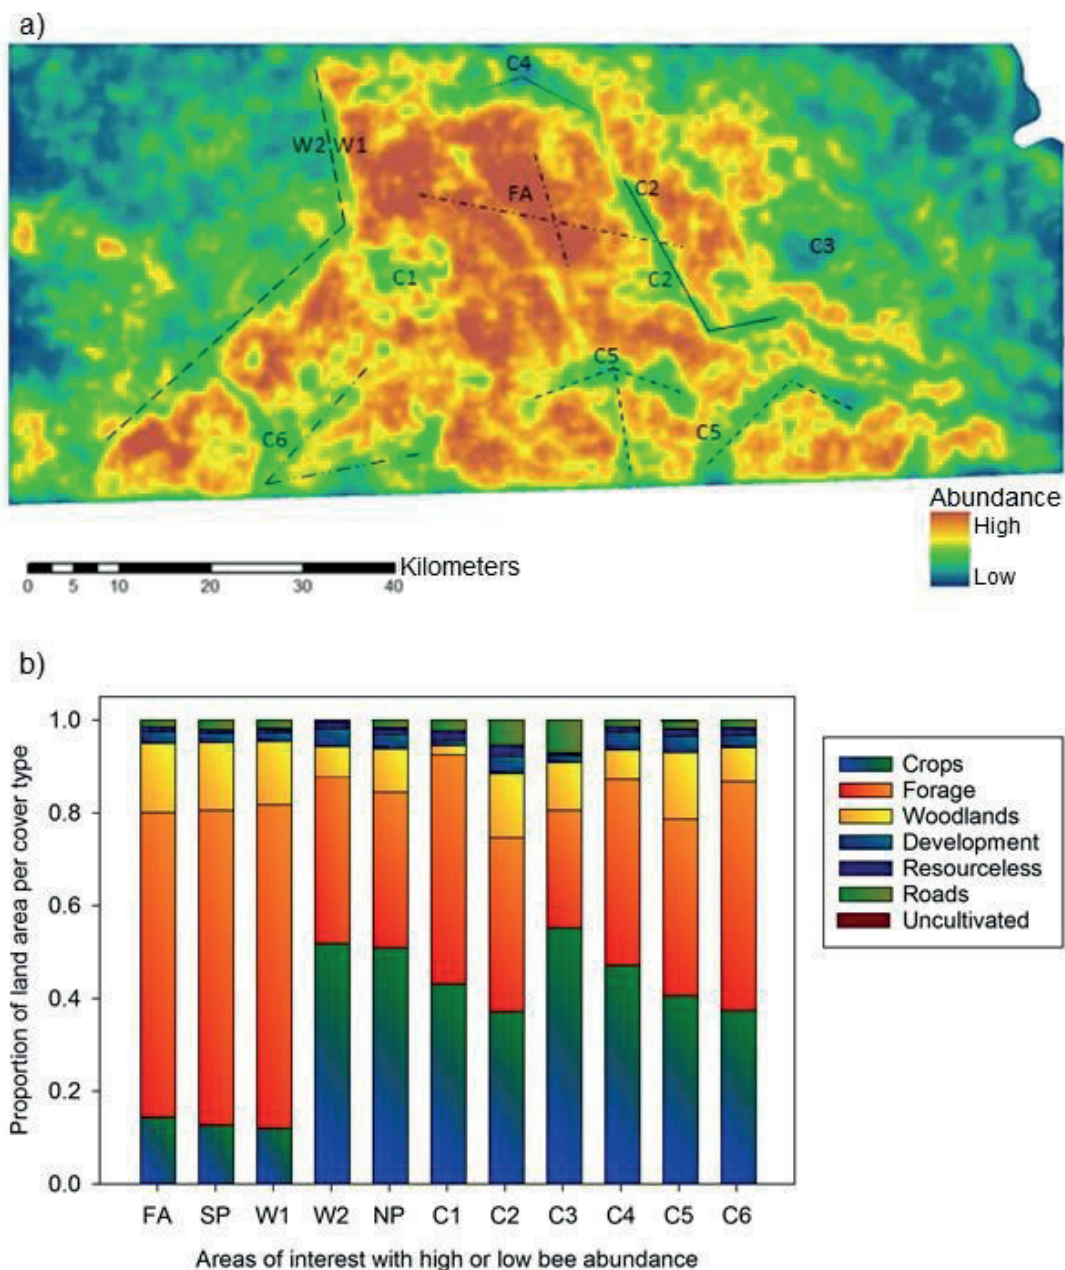 a)
C4
W2 W1
FA
C2
C3
C1
C2
C5
C6
C5
Abundance
High
Low
Kilometers
0 5 10 20 30 40
b)
Proportion of land area per cover type
1.0
0.8
0.6
0.4
0.2
0.0
FA SP W1 W2 NP C1 C2 C3 C4 C5 C6
Areas of interest with high or low bee abundance
Crops
Forage
Woodlands
Development
Resourceless
Roads
Uncultivated